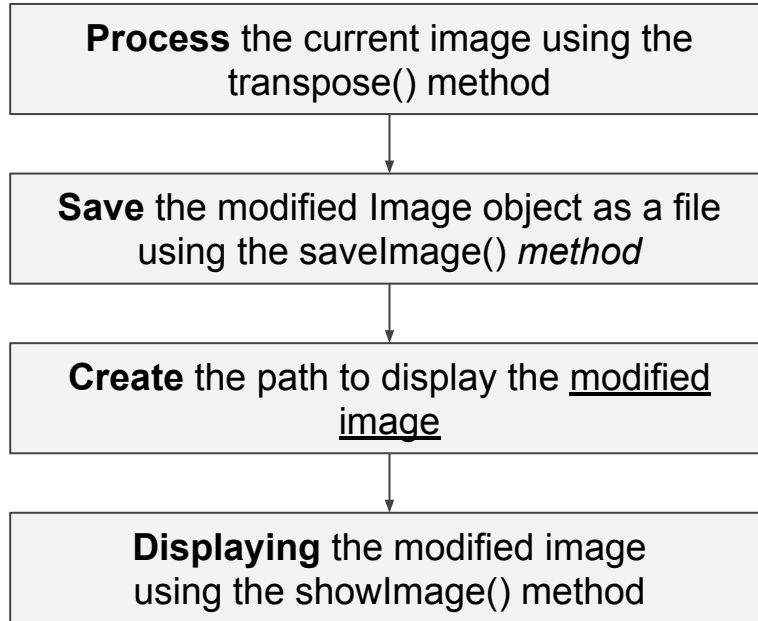 Process the current image using the
transpose() method
Save the modified Image object as a file
using the saveImage() method
Create the path to display the modified
image
Displaying the modified image
using the showImage() method